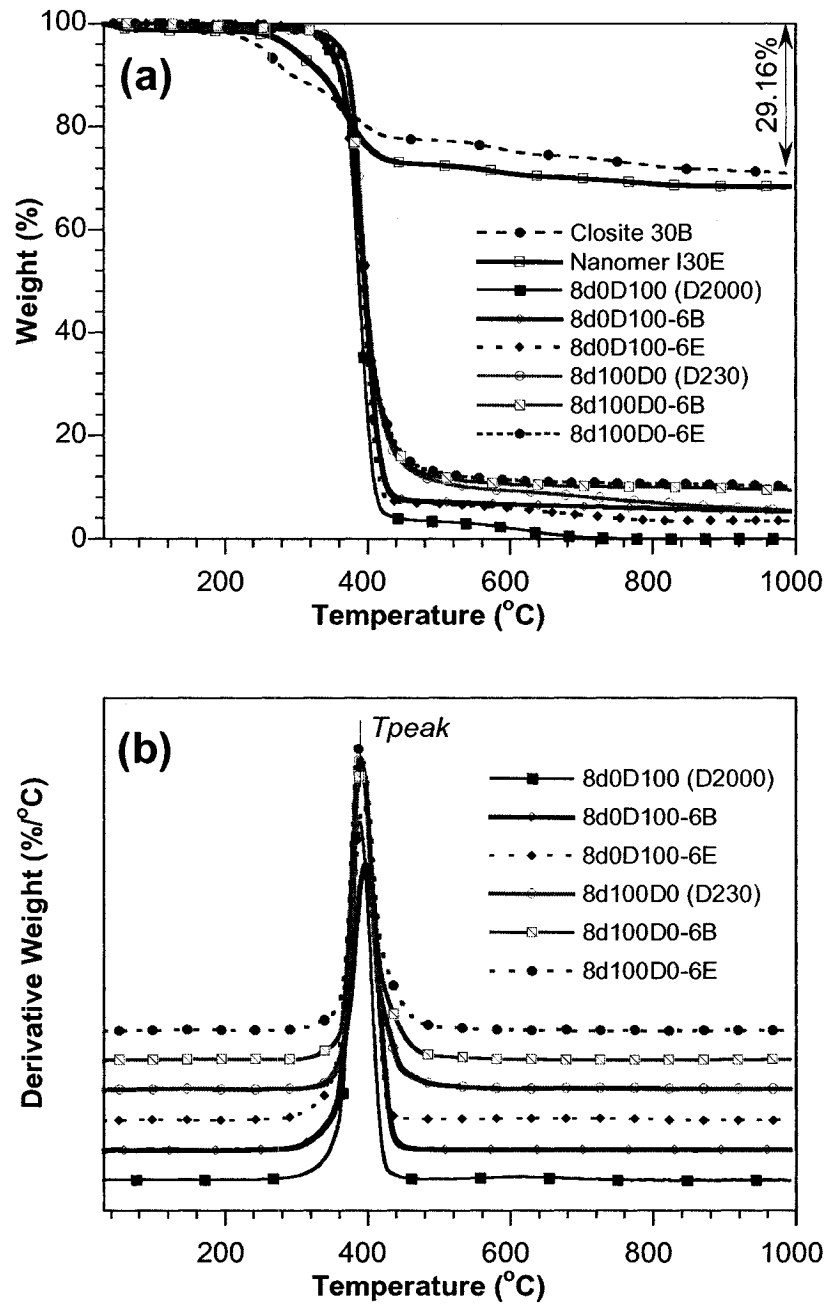 (a)
29.16%
100
80
60
40
20
0
Weight (%)
Closite 30B
Nanomer I30E
8d0D100 (D2000)
8d0D100-6B
8d0D100-6E
8d100D0 (D230)
8d100D0-6B
8d100D0-6E
200 400 600 800 1000
Temperature (°C)
(b)
Tpeak
Derivative Weight (%/°C)
8d0D100 (D2000)
8d0D100-6B
8d0D100-6E
8d100D0 (D230)
8d100D0-6B
8d100D0-6E
200 400 600 800 1000
Temperature (°C)